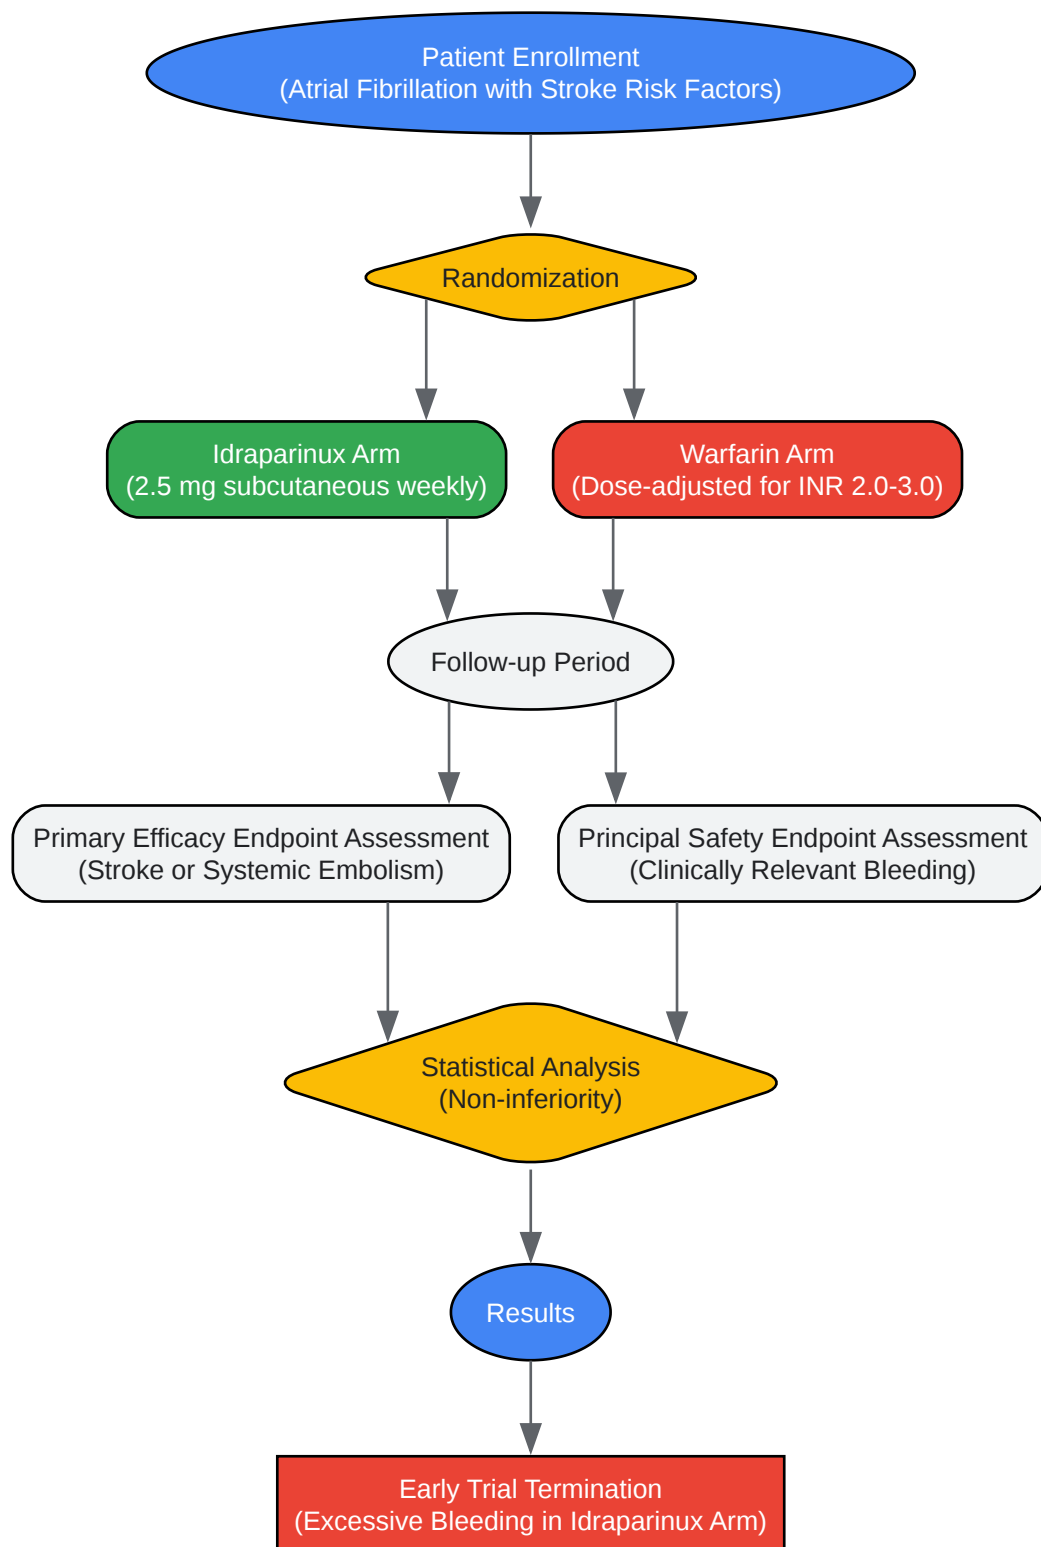 Patient Enrollment
(Atrial Fibrillation with Stroke Risk Factors)
Randomization
Idraparinux Arm
(2.5 mg subcutaneous weekly)
Warfarin Arm
(Dose-adjusted for INR 2.0-3.0)
Follow-up Period
Primary Efficacy Endpoint Assessment
(Stroke or Systemic Embolism)
Principal Safety Endpoint Assessment
(Clinically Relevant Bleeding)
Statistical Analysis
(Non-inferiority)
Results
Early Trial Termination
(Excessive Bleeding in Idraparinux Arm)